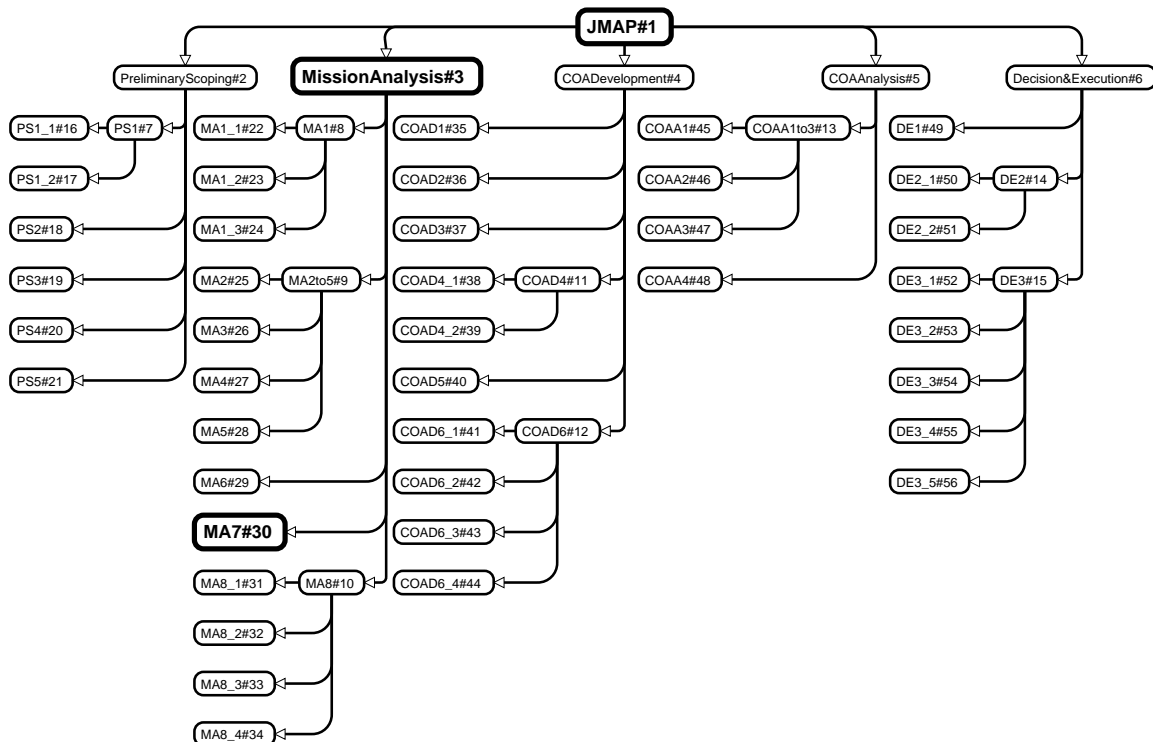 JMAP#1
PreliminaryScoping#2
MissionAnalysis#3
COADevelopment#4
COAAnalysis#5
Decision&Execution#6
PS1_1#16
PS1#7
MA1_1#22
MA1#8
COAD1#35
COAA1#45
COAA1to3#13
DE1#49
PS1_2#17
MA1_2#23
COAD2#36
COAA2#46
DE2_1#50
DE2#14
PS2#18
MA1_3#24
COAD3#37
COAA3#47
DE2_2#51
PS3#19
MA2#25
MA2to5#9
COAD4_1#38
COAD4#11
COAA4#48
DE3_1#52
DE3#15
PS4#20
MA3#26
COAD4_2#39
DE3_2#53
PS5#21
MA4#27
COAD5#40
DE3_3#54
MA5#28
COAD6_1#41
COAD6#12
DE3_4#55
MA6#29
COAD6_2#42
DE3_5#56
MA7#30
COAD6_3#43
MA8_1#31
MA8#10
COAD6_4#44
MA8_2#32
MA8_3#33
MA8_4#34